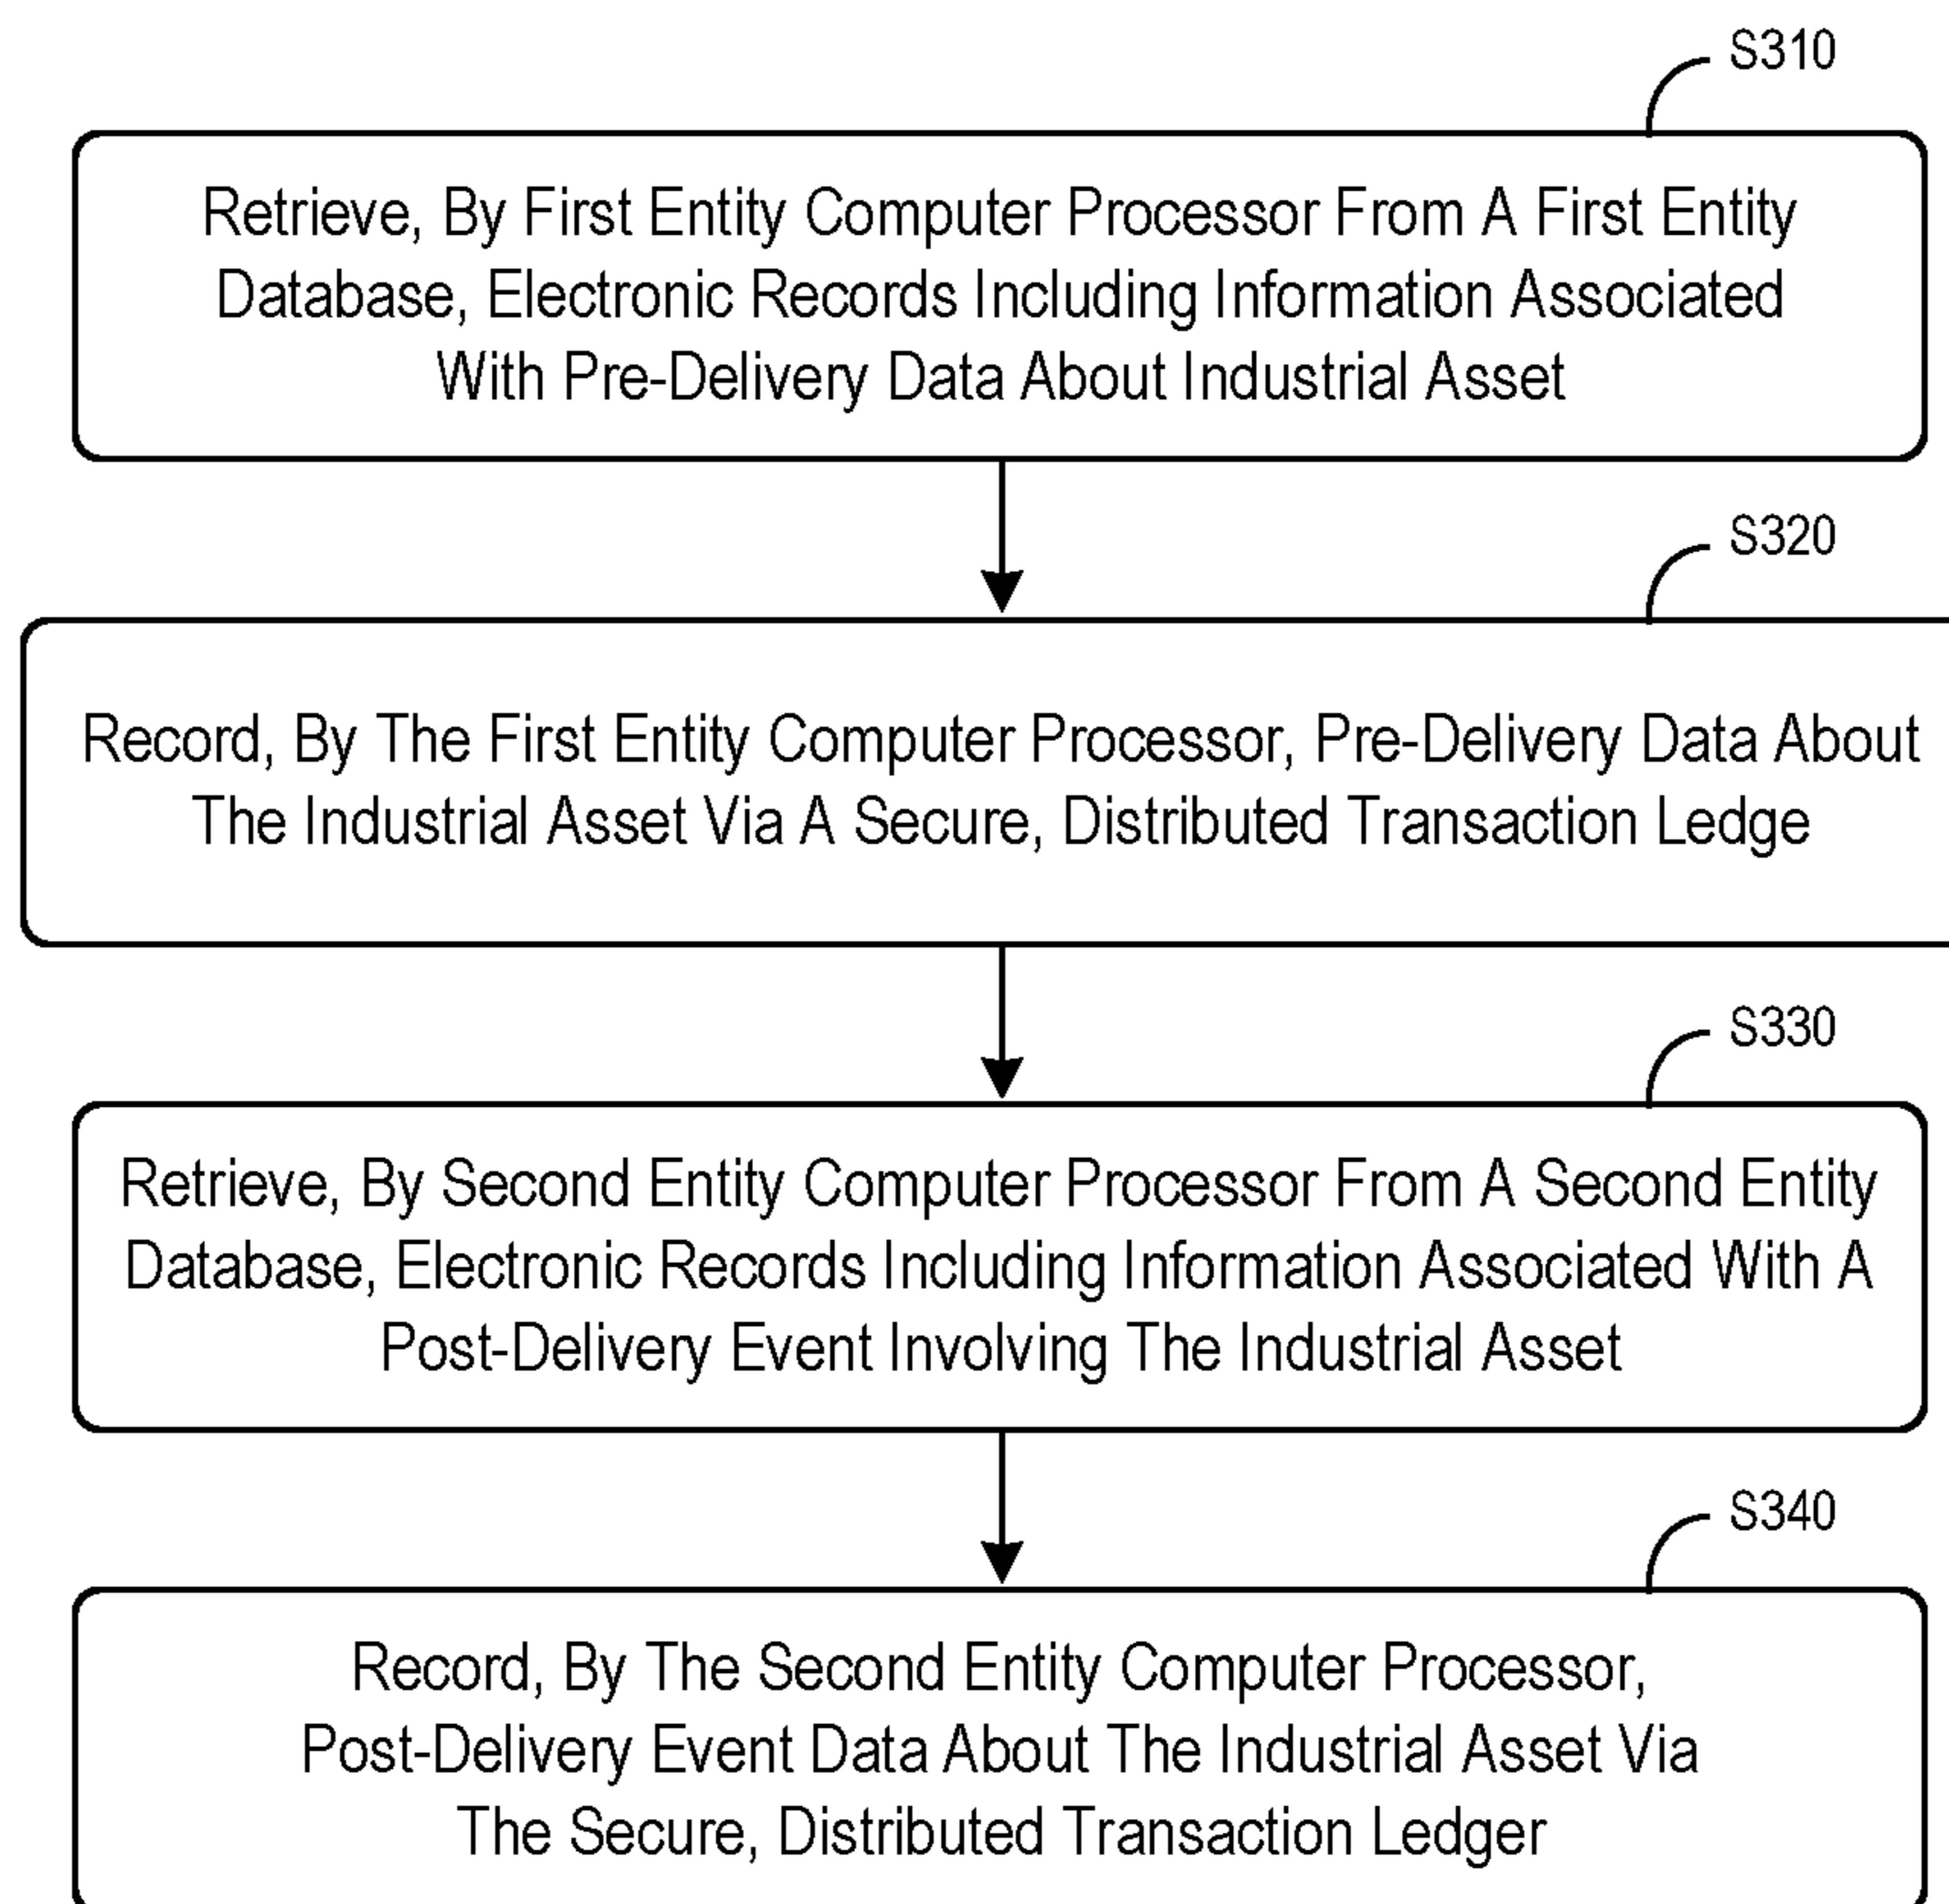 S310
Retrieve, By First Entity Computer Processor From A First Entity
Database, Electronic Records Including Information Associated
With Pre-Delivery Data About Industrial Asset
S320
Record, By The First Entity Computer Processor, Pre-Delivery Data About
The Industrial Asset Via A Secure, Distributed Transaction Ledge
S330
Retrieve, By Second Entity Computer Processor From A Second Entity
Database, Electronic Records Including Information Associated With A
Post-Delivery Event Involving The Industrial Asset
S340
Record, By The Second Entity Computer Processor,
Post-Delivery Event Data About The Industrial Asset Via
The Secure, Distributed Transaction Ledger